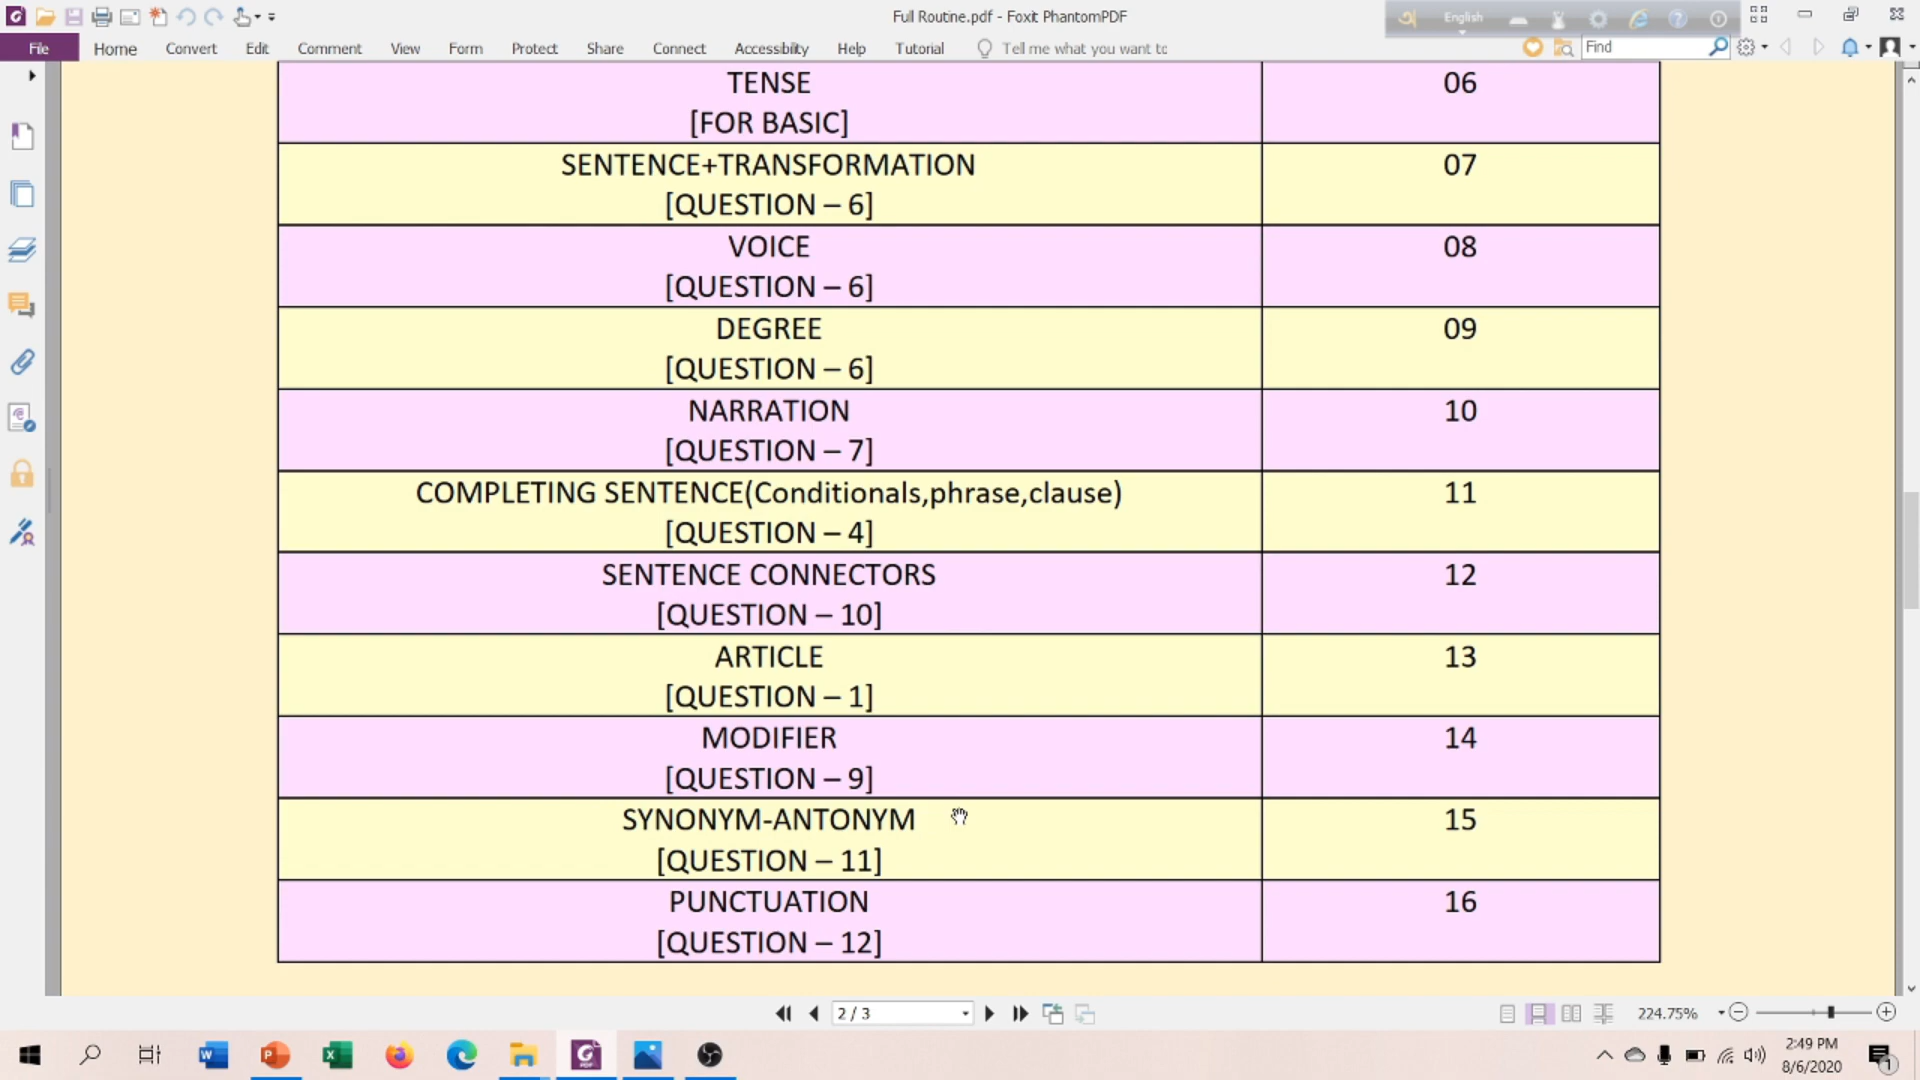 Full Routine.pdf - Foxit PhantomPDF
English
File Home Convert Edit Comment View Form Protect Share Connect Accessibility Help Tutorial Tell me what you want to Find
TENSE 06
[FOR BASIC]
SENTENCE+TRANSFORMATION 07
[QUESTION – 6]
VOICE 08
[QUESTION – 6]
DEGREE 09
[QUESTION – 6]
NARRATION 10
[QUESTION – 7]
COMPLETING SENTENCE(Conditionals,phrase,clause) 11
[QUESTION – 4]
SENTENCE CONNECTORS 12
[QUESTION – 10]
ARTICLE 13
[QUESTION – 1]
MODIFIER 14
[QUESTION – 9]
SYNONYM-ANTONYM 15
[QUESTION – 11]
PUNCTUATION 16
[QUESTION – 12]
2 / 3 224.75%
2:49 PM
8/6/2020